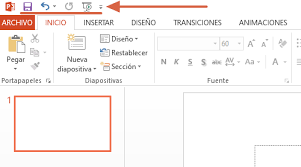 ARCHIVO INICIO INSERTAR DISEÑO TRANSICIONES ANIMACIONES
Pegar
Nueva
diapositiva
Diseño
Restablecer
Sección
60
N K S
Portapapeles
Diapositivas
Fuente
1